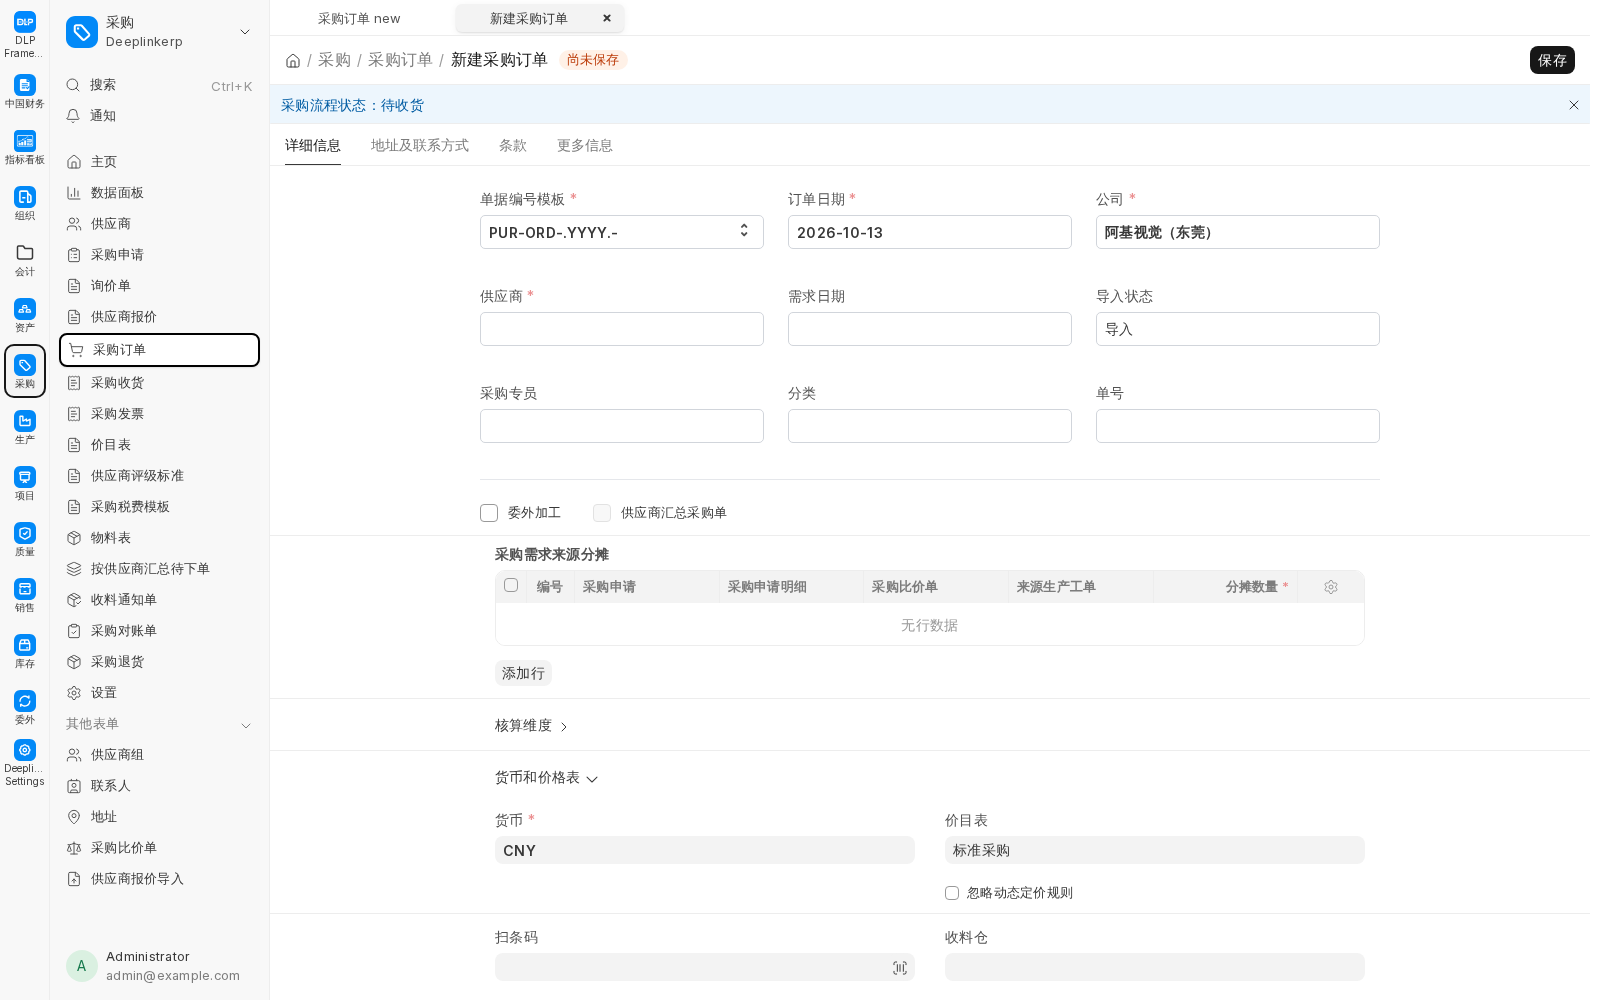 DLP
DLP
Frame...
中国财务
指标看板
组织
会计
资产
采购
生产
项目
质量
销售
库存
委外
Deepli...
Settings
采购
Deeplinkerp
搜索 Ctrl+K
通知
主页
数据面板
供应商
采购申请
询价单
供应商报价
采购订单
采购收货
采购发票
价目表
供应商评级标准
采购税费模板
物料表
按供应商汇总待下单
收料通知单
采购对账单
采购退货
设置
其他表单
供应商组
联系人
地址
采购比价单
供应商报价导入
A
Administrator
admin@example.com
采购订单 new 新建采购订单 ×
/ 采购 / 采购订单 / 新建采购订单 尚未保存 保存
采购流程状态：待收货
详细信息 地址及联系方式 条款 更多信息
单据编号模板 * 订单日期 * 公司 *
PUR-ORD-.YYYY.- 2026-10-13 阿基视觉（东莞）
供应商 * 需求日期 导入状态
导入
采购专员 分类 单号
委外加工 供应商汇总采购单
采购需求来源分摊
编号 采购申请 采购申请明细 采购比价单 来源生产工单 分摊数量 *
无行数据
添加行
核算维度
货币和价格表
货币 * 价目表
CNY 标准采购
忽略动态定价规则
扫条码 收料仓